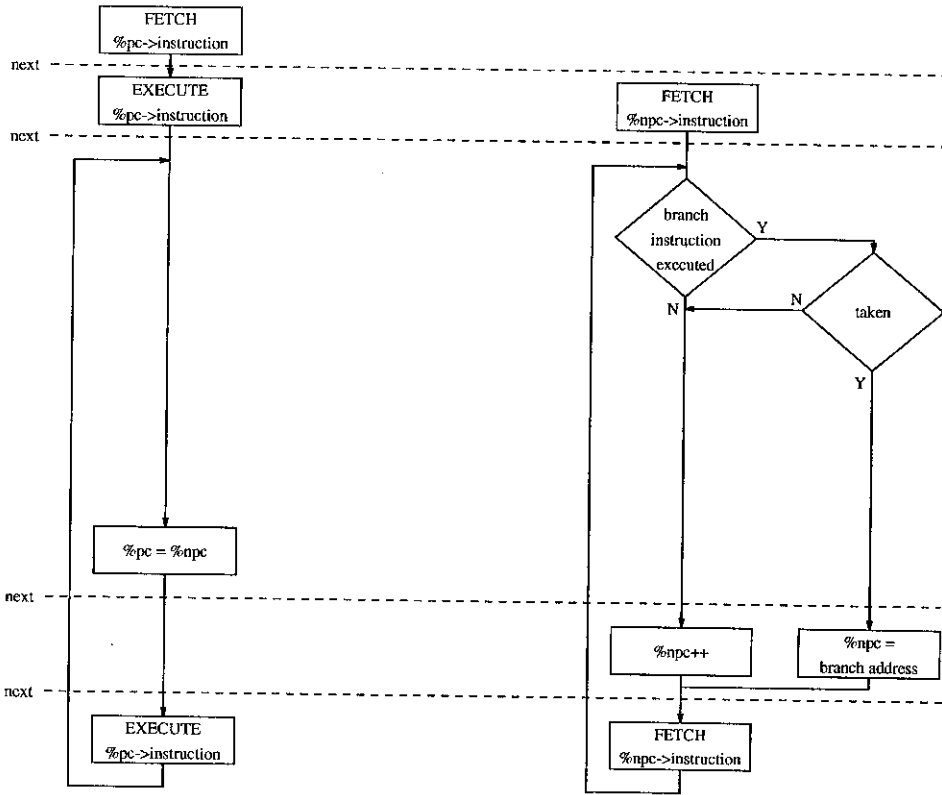 FETCH
%pc->instruction
next
EXECUTE
%pc->instruction
FETCH
%npc->instruction
next
branch
instruction
executed
Y
N
N
taken
Y
%pc = %npc
next
%npc++
%npc =
branch address
next
EXECUTE
%pc->instruction
FETCH
%npc->instruction